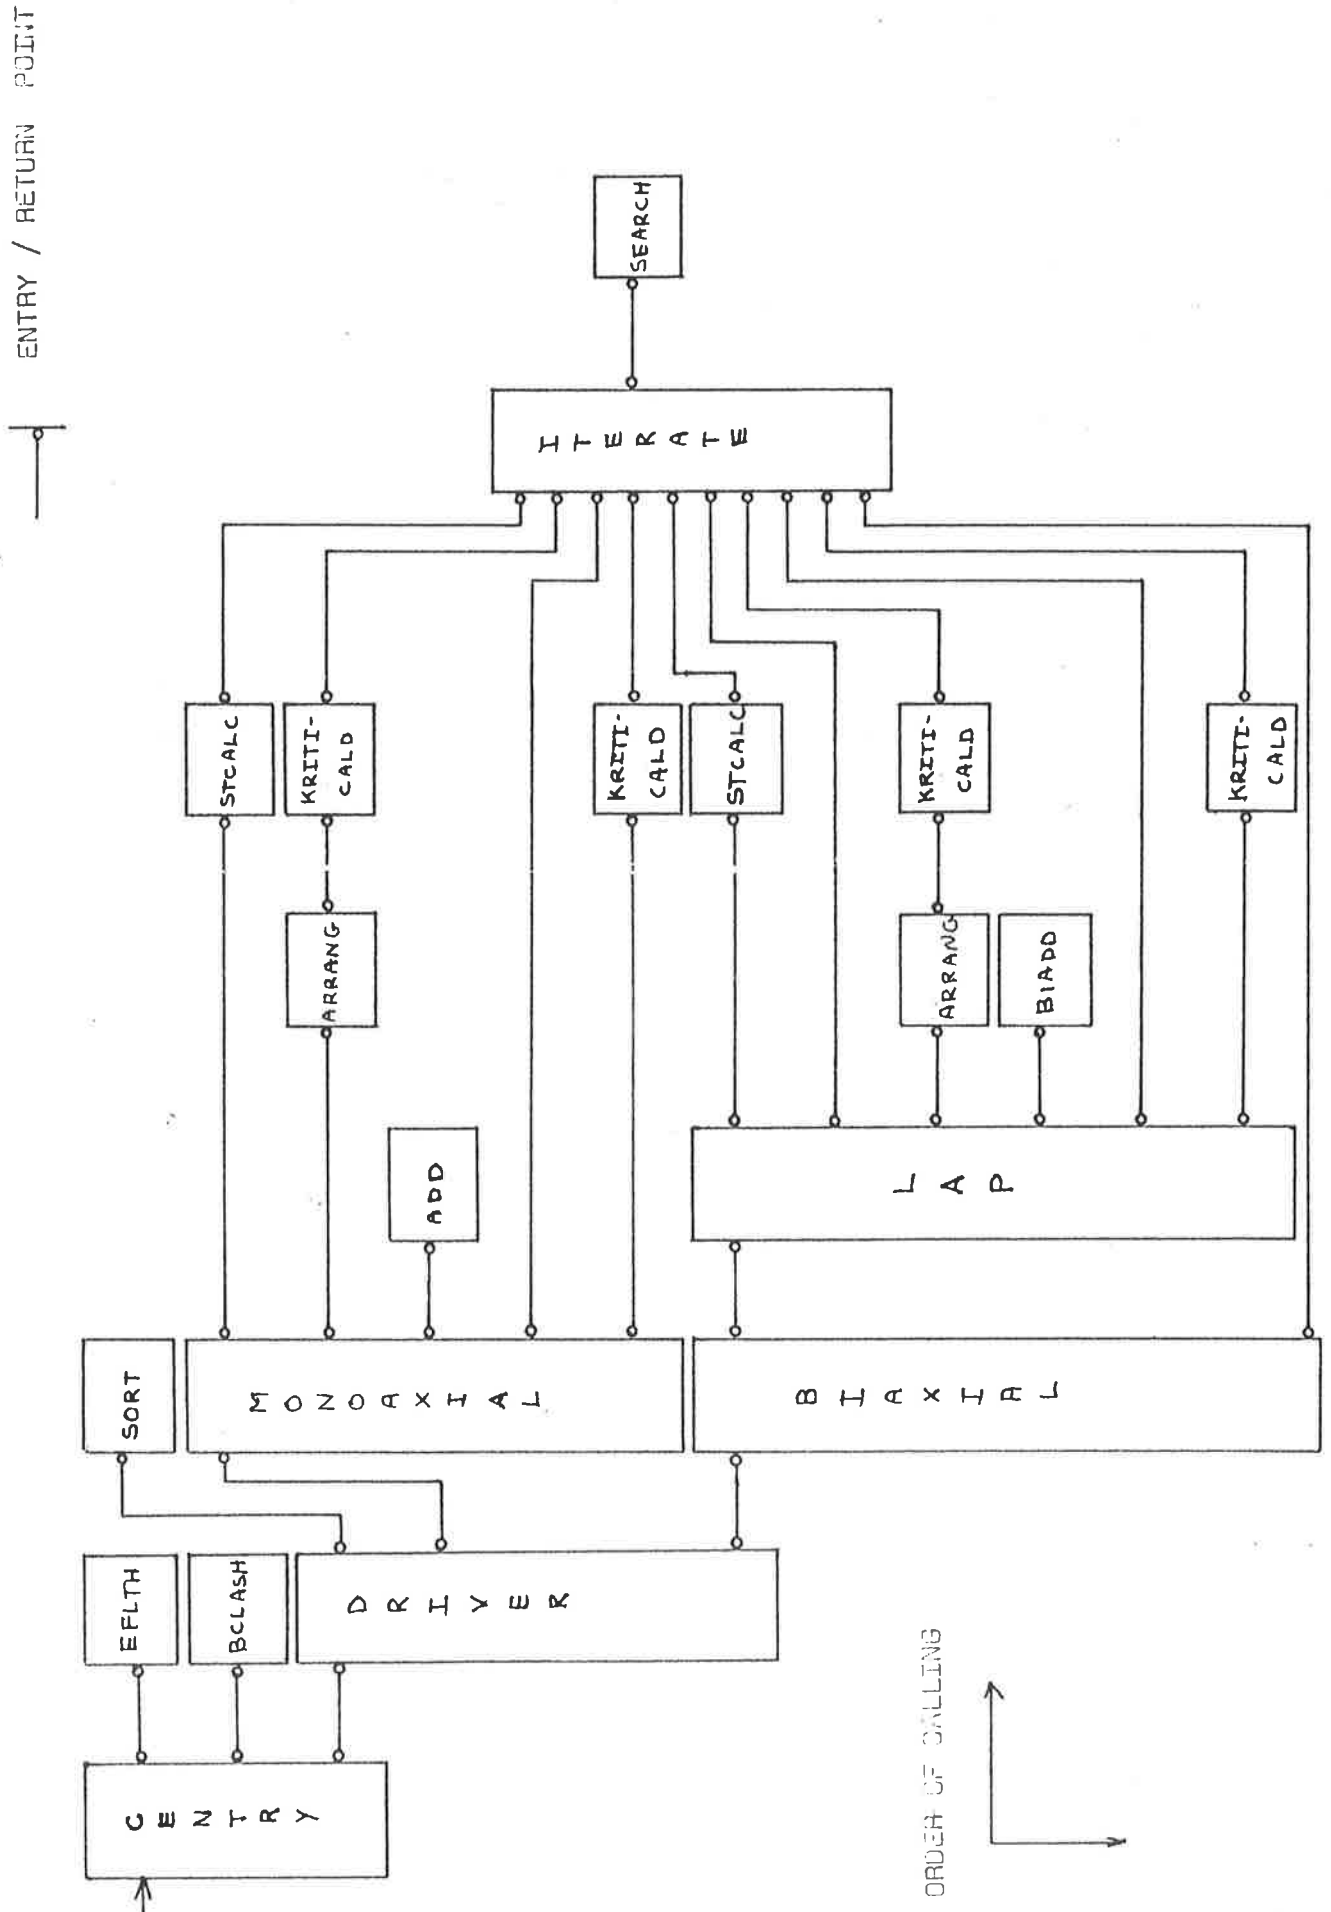 ENTRY / RETURN POINT
CENTRY
EFLTH
BCLASH
DRIVER
SORT
MONOAXIAL
BIAXIAL
ADD
LAP
ARRANG
ARRANG
BIADD
STCALC
KRITI-
CALD
KRITI-
CALD
STCALC
KRITI-
CALD
KRITI-
CALD
ITERATE
SEARCH
ORDER OF CALLING